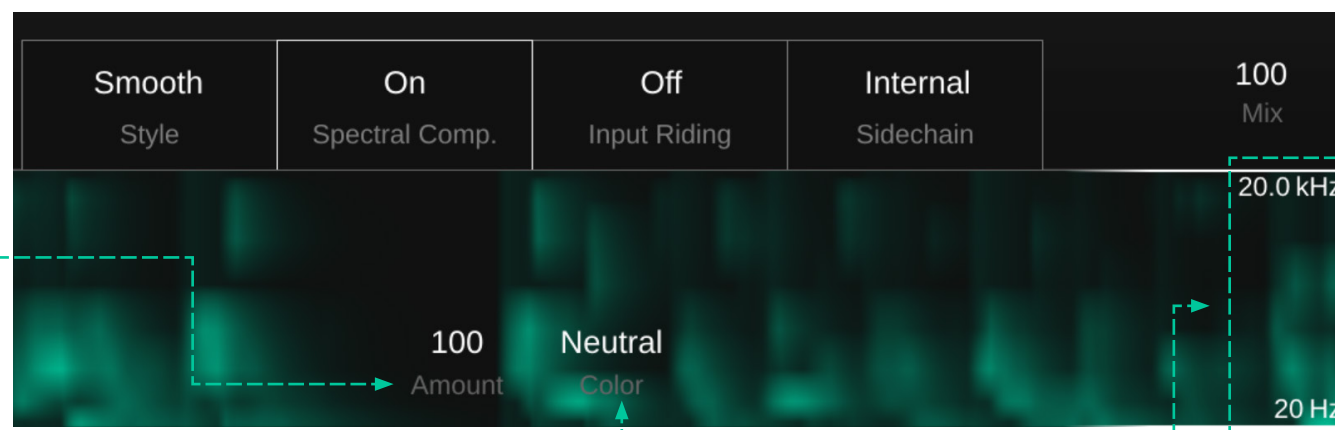 Smooth
Style
On
Spectral Comp.
Off
Input Riding
Internal
Sidechain
100
Mix
20.0 kHz
100
Amount
Neutral
Color
20 Hz